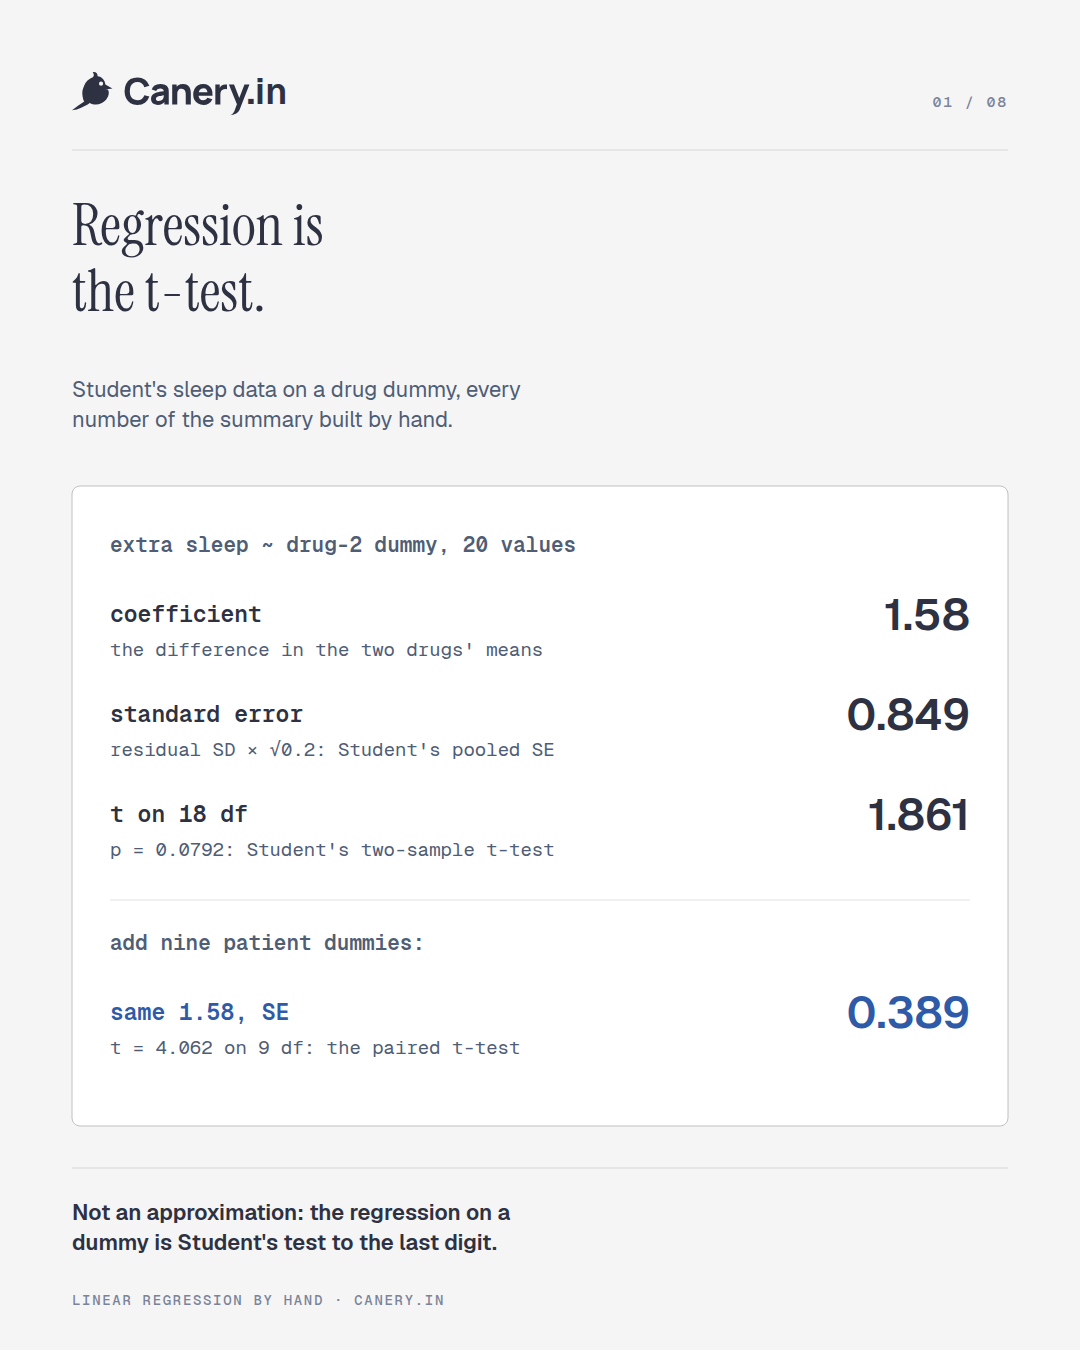 Canery.in
01 / 08
Regression is
the t-test.
Student's sleep data on a drug dummy, every
number of the summary built by hand.
extra sleep ~ drug-2 dummy, 20 values
coefficient 1.58
the difference in the two drugs' means
standard error 0.849
residual SD × √0.2: Student's pooled SE
t on 18 df 1.861
p = 0.0792: Student's two-sample t-test
add nine patient dummies:
same 1.58, SE 0.389
t = 4.062 on 9 df: the paired t-test
Not an approximation: the regression on a
dummy is Student's test to the last digit.
LINEAR REGRESSION BY HAND · CANERY.IN